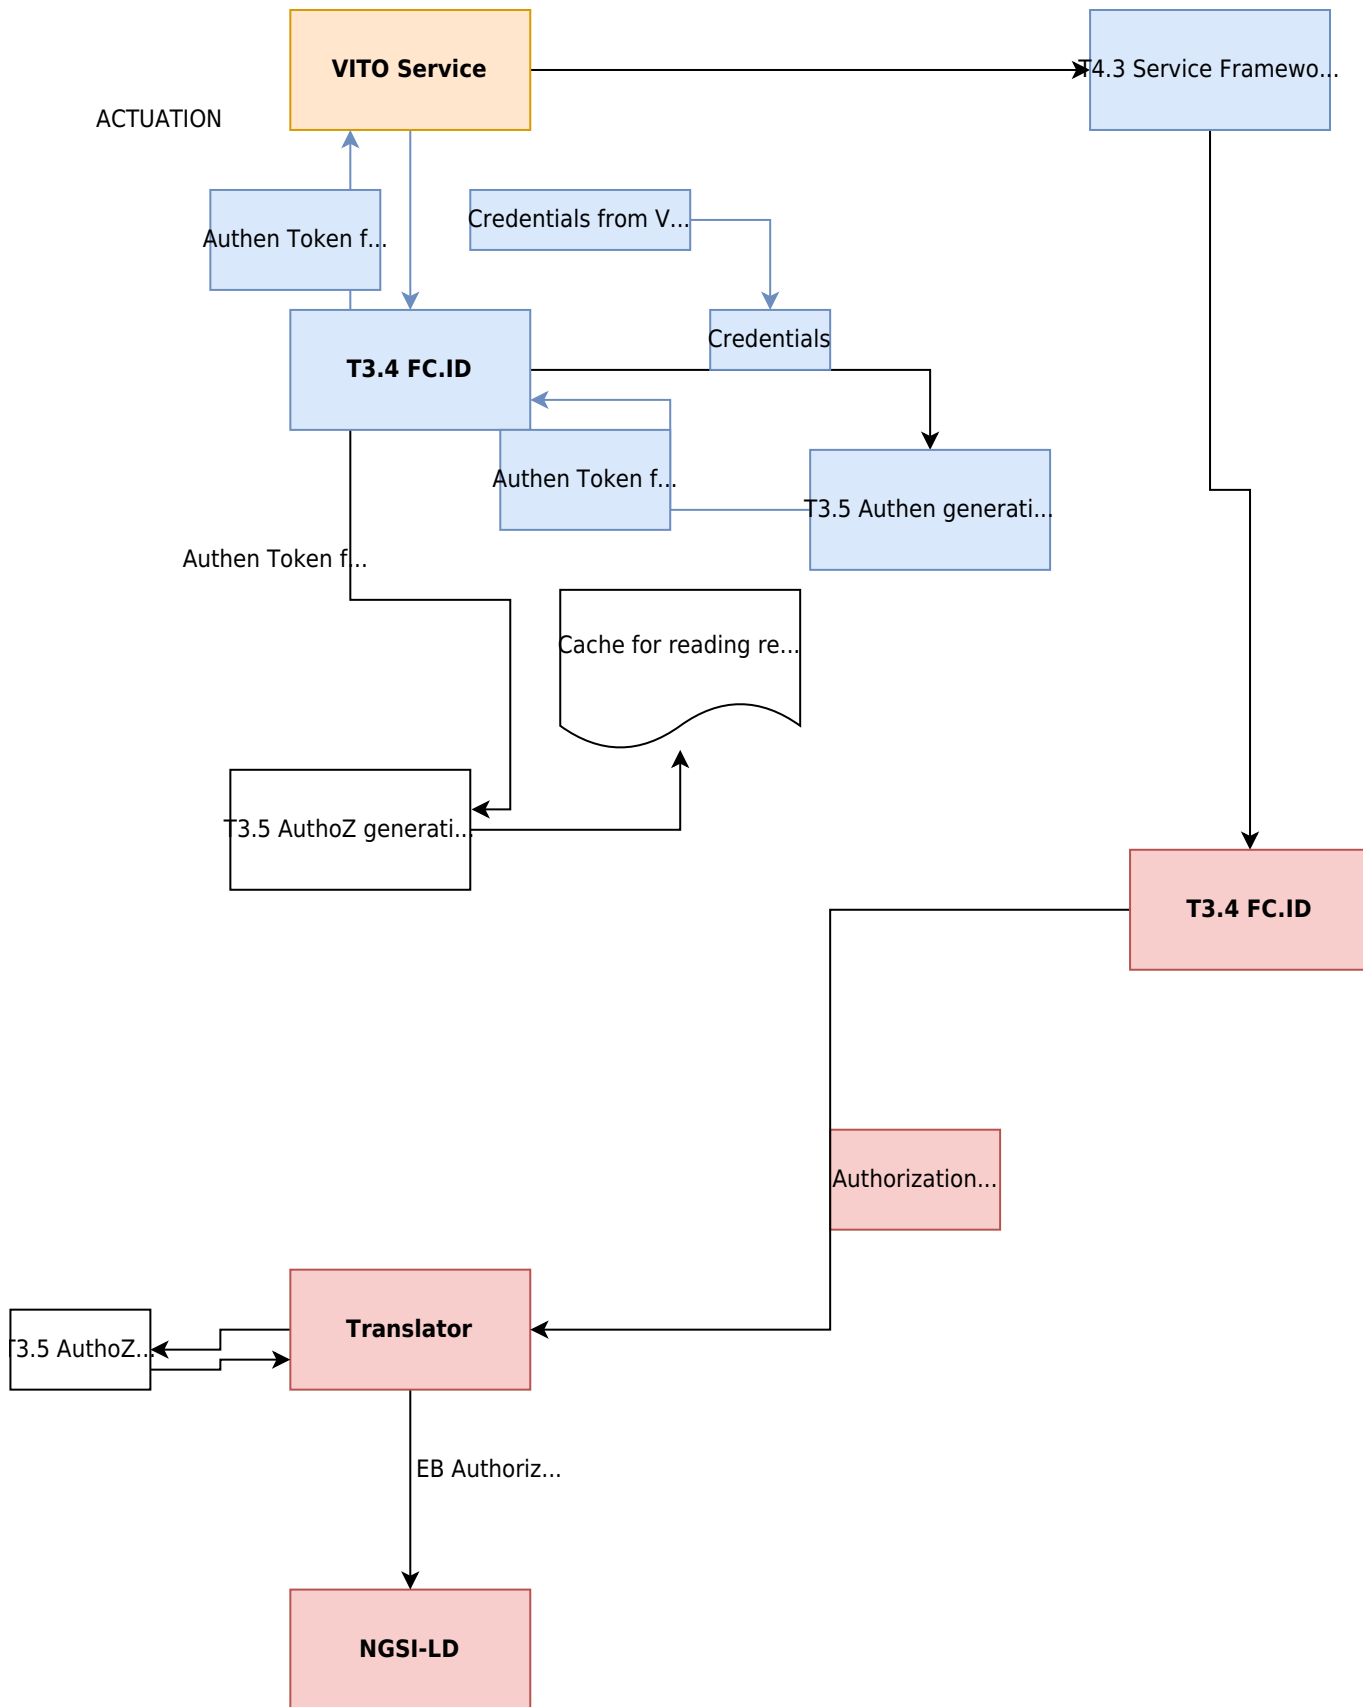 VITO Service
T4.3 Service Framewo...
ACTUATION
Authen Token f...
Credentials from V...
Credentials
T3.4 FC.ID
Authen Token f...
T3.5 Authen generati...
Authen Token f...
Cache for reading re...
T3.5 AuthoZ generati...
T3.4 FC.ID
Authorization...
Translator
T3.5 AuthoZ...
EB Authoriz...
NGSI-LD